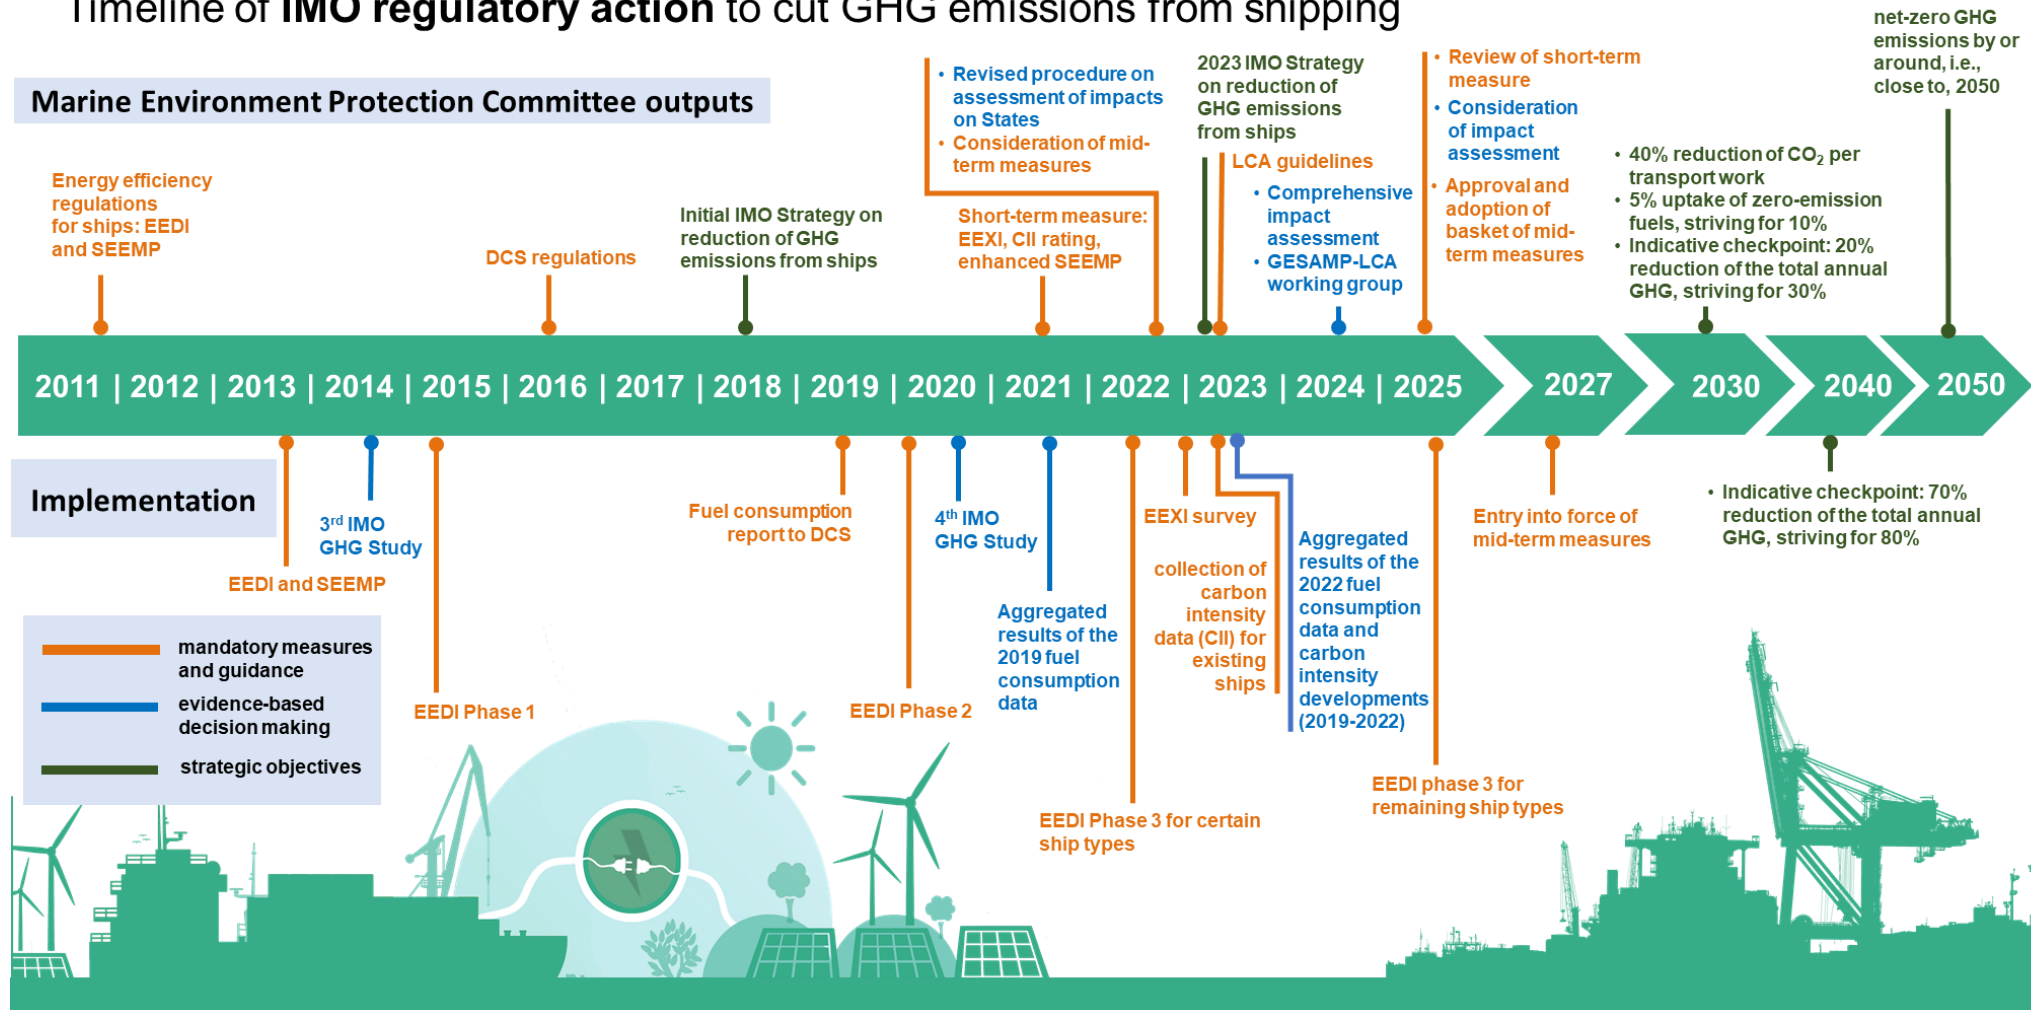 Timeline of IMO regulatory action to cut GHG emissions from shipping
Marine Environment Protection Committee outputs
Energy efficiency
regulations
for ships: EEDI
and SEEMP
DCS regulations
Initial IMO Strategy on
reduction of GHG
emissions from ships
• Revised procedure on
assessment of impacts
on States
• Consideration of mid-
term measures
Short-term measure:
EEXI, CII rating,
enhanced SEEMP
2023 IMO Strategy
on reduction of
GHG emissions
from ships
LCA guidelines
• Comprehensive
impact
assessment
• GESAMP-LCA
working group
• Review of short-term
measure
• Consideration
of impact
assessment
• Approval and
adoption of
basket of mid-
term measures
• 40% reduction of CO₂ per
transport work
• 5% uptake of zero-emission
fuels, striving for 10%
• Indicative checkpoint: 20%
reduction of the total annual
GHG, striving for 30%
net-zero GHG
emissions by or
around, i.e.,
close to, 2050
2011 | 2012 | 2013 | 2014 | 2015 | 2016 | 2017 | 2018 | 2019 | 2020 | 2021 | 2022 | 2023 | 2024 | 2025 2027 2030 2040 2050
Implementation
EEDI and SEEMP
3rd IMO
GHG Study
EEDI Phase 1
Fuel consumption
report to DCS
EEDI Phase 2
4th IMO
GHG Study
Aggregated
results of the
2019 fuel
consumption
data
EEDI Phase 3 for certain
ship types
EEXI survey
collection of
carbon
intensity
data (CII) for
existing
ships
Aggregated
results of the
2022 fuel
consumption
data and
carbon
intensity
developments
(2019-2022)
EEDI phase 3 for
remaining ship types
Entry into force of
mid-term measures
• Indicative checkpoint: 70%
reduction of the total annual
GHG, striving for 80%
mandatory measures
and guidance
evidence-based
decision making
strategic objectives